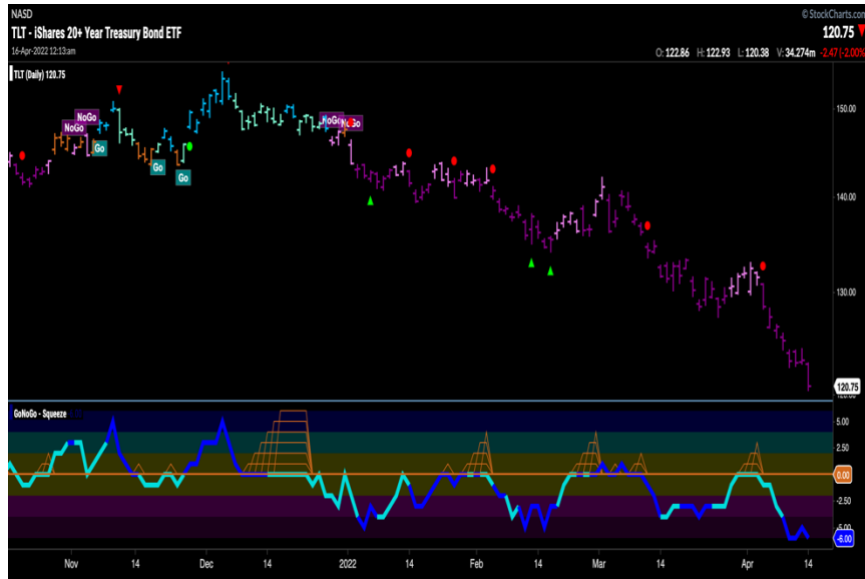 NASD
© StockCharts.com
TLT - iShares 20+ Year Treasury Bond ETF
120.75
16-Apr-2022 12:13am
O: 122.86 H: 122.93 L: 120.38 V: 34.274m -2.47 (-2.00%)
TLT (Daily) 120.75
150.00
NoGo
NoGo
NoGo
NoGo
Go
Go
Go
140.00
130.00
120.75
GoNoGo - Squeeze
5.00
2.50
0.00
-2.50
-5.00
-6.00
Nov 14 Dec 14 2022 14 Feb 14 Mar 14 Apr 14